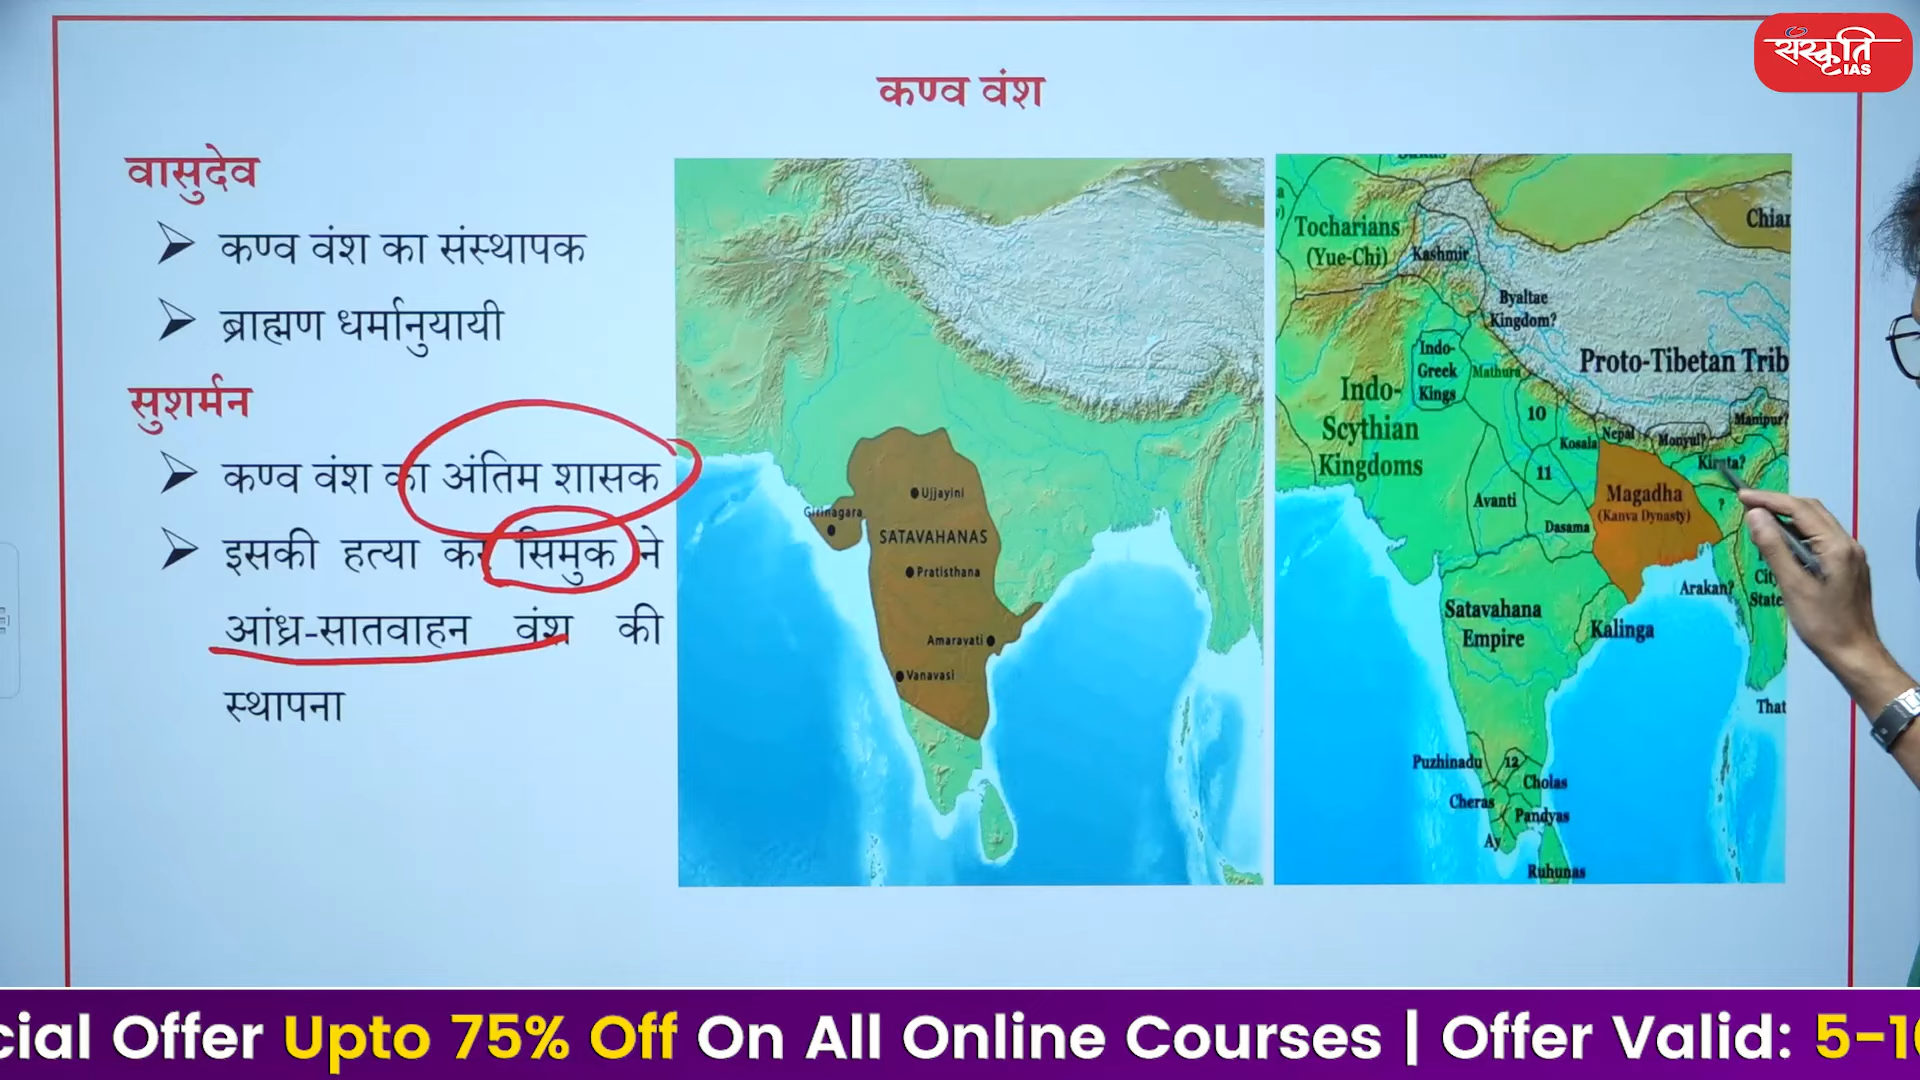 संस्कृति
IAS
कण्व वंश
वासुदेव
कण्व वंश का संस्थापक
ब्राह्मण धर्मानुयायी
सुशर्मन
कण्व वंश का अंतिम शासक
इसकी हत्या कर सिमुक ने
आंध्र-सातवाहन वंश की
स्थापना
Ujjayini
Girinagara
SATAVAHANAS
Pratisthana
Amaravati
Vanavasi
Tocharians
(Yue-Chi)
Kashmir
Byaltae
Kingdom?
Indo-
Greek
Kings
Mathura
Proto-Tibetan Trib
Indo-
Scythian
Kingdoms
10
11
Kosala
Nepal
Monyul?
Manipur?
Kirata?
?
Avanti
Dasama
Magadha
(Kanva Dynasty)
Arakan?
City
State
Satavahana
Empire
Kalinga
That
Puzhinadu
12
Cholas
Cheras
Pandyas
Ay
Ruhunas
cial Offer Upto 75% Off On All Online Courses | Offer Valid: 5-1